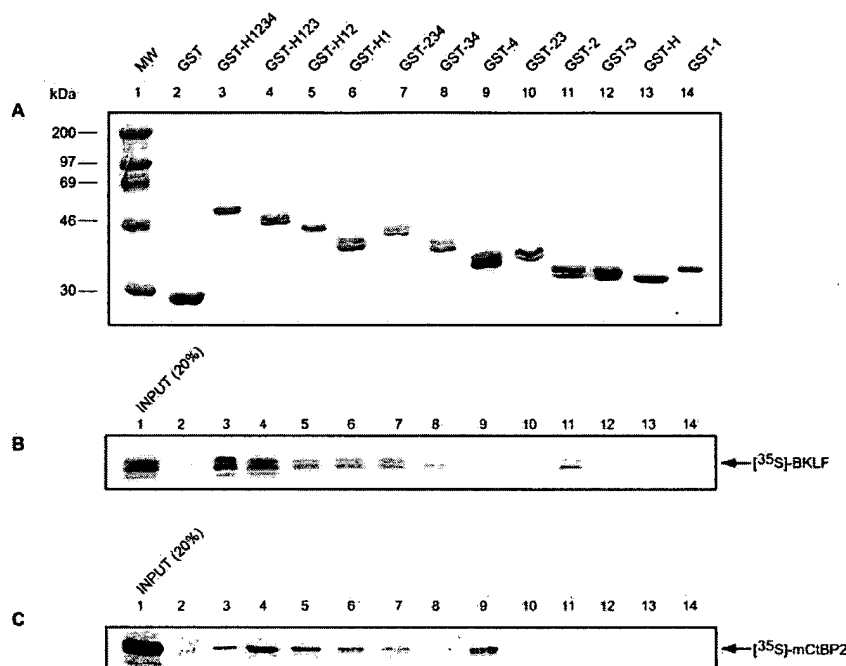 MW GST GST-H1234 GST-H123 GST-H12 GST-H1 GST-234 GST-34 GST-4 GST-23 GST-2 GST-3 GST-H GST-1
kDa 1 2 3 4 5 6 7 8 9 10 11 12 13 14
A
200
97
69
46
30
INPUT (20%)
1 2 3 4 5 6 7 8 9 10 11 12 13 14
B
[³⁵S]-BKLF
INPUT (20%)
1 2 3 4 5 6 7 8 9 10 11 12 13 14
C
[³⁵S]-mCtBP2